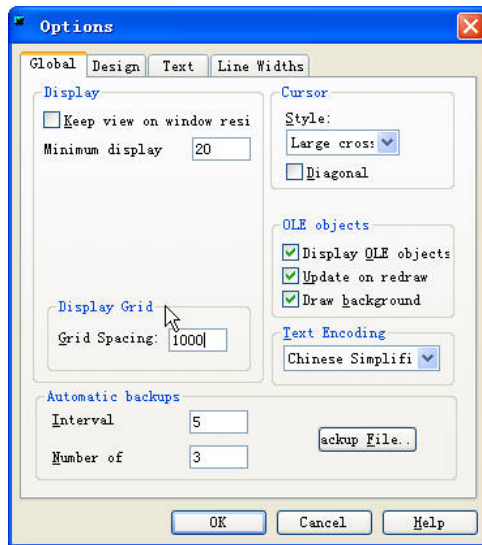 Options
Global Design Text Line Widths
Display
Keep view on window resi
Minimum display 20
Display Grid
Grid Spacing: 1000
Cursor
Style:
Large cros:
Diagonal
OLE objects
Display OLE objects
Update on redraw
Draw background
Text Encoding
Chinese Simplifi
Automatic backups
Interval 5
Number of 3
ackup File..
OK Cancel Help